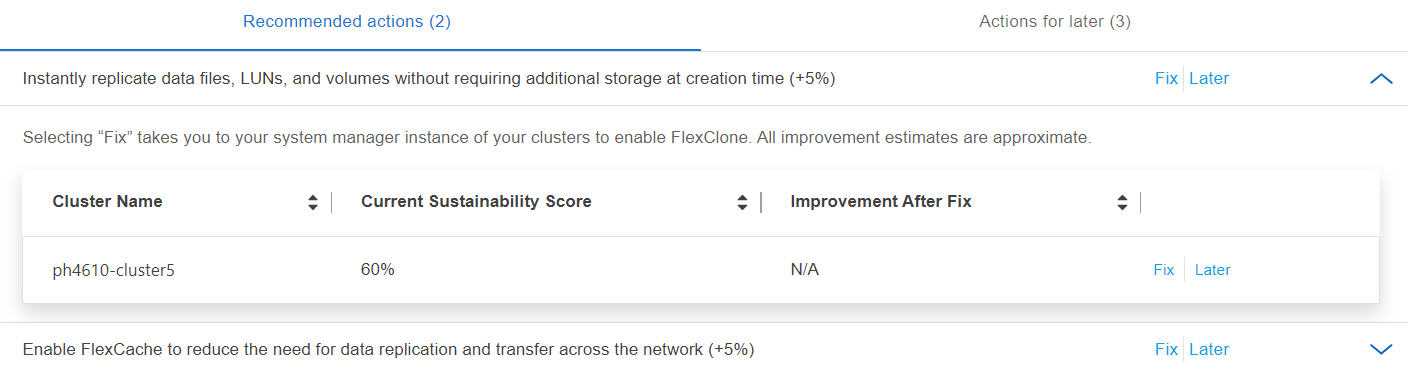 Recommended actions (2) Actions for later (3)
Instantly replicate data files, LUNs, and volumes without requiring additional storage at creation time (+5%) Fix Later
Selecting “Fix” takes you to your system manager instance of your clusters to enable FlexClone. All improvement estimates are approximate.
Cluster Name Current Sustainability Score Improvement After Fix
ph4610-cluster5 60% N/A Fix Later
Enable FlexCache to reduce the need for data replication and transfer across the network (+5%) Fix Later